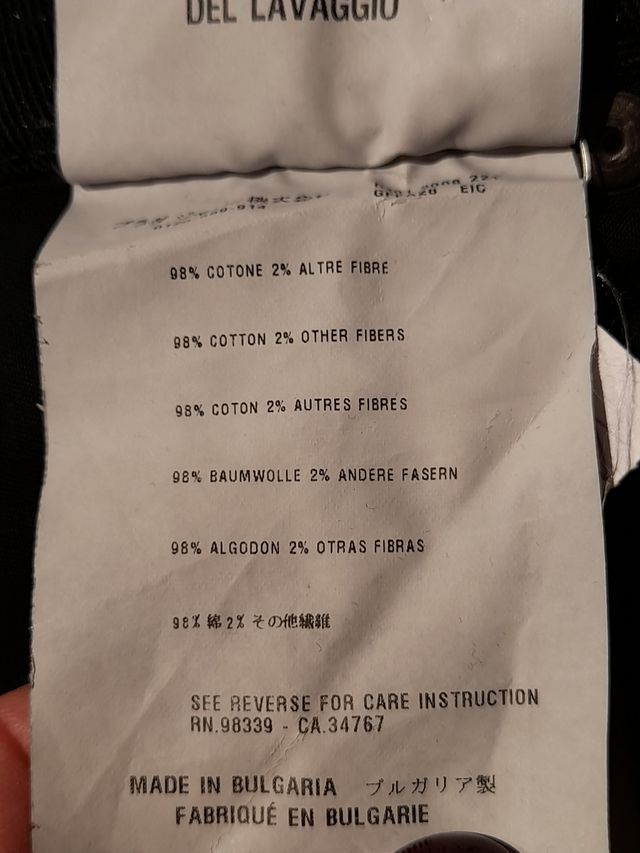 DEL LAVAGGIO
EIC
98% COTONE 2% ALTRE FIBRE
98% COTTON 2% OTHER FIBERS
98% COTON 2% AUTRES FIBRES
98% BAUMWOLLE 2% ANDERE FASERN
98% ALGODON 2% OTRAS FIBRAS
98% 綿 2% その他繊維
SEE REVERSE FOR CARE INSTRUCTION
RN.98339 - CA.34767
MADE IN BULGARIA ブルガリア製
FABRIQUÉ EN BULGARIE